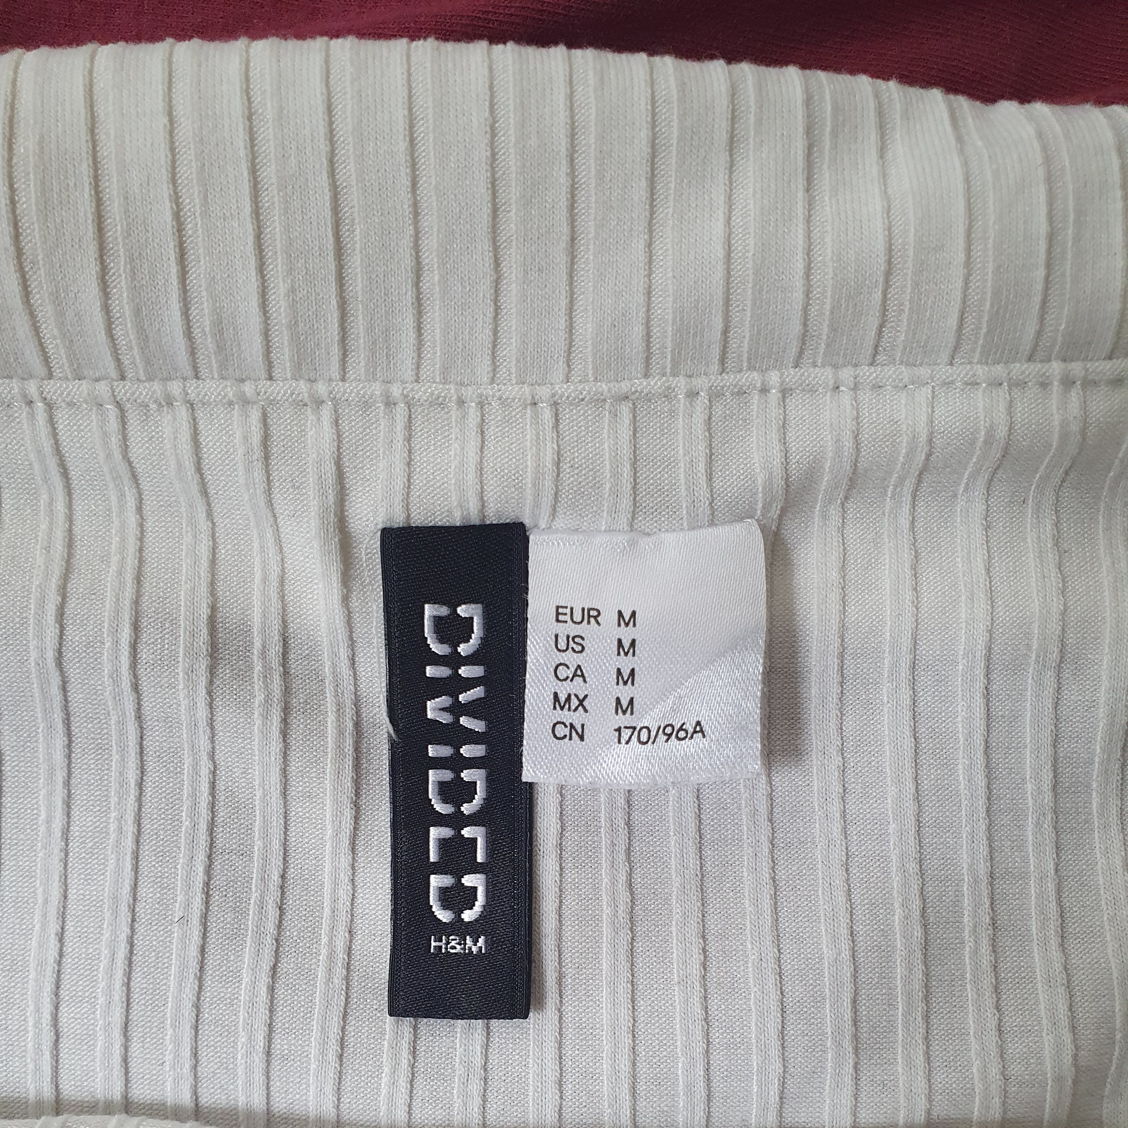 DIVIDED
H&M
EUR M
US M
CA M
MX M
CN 170/96A